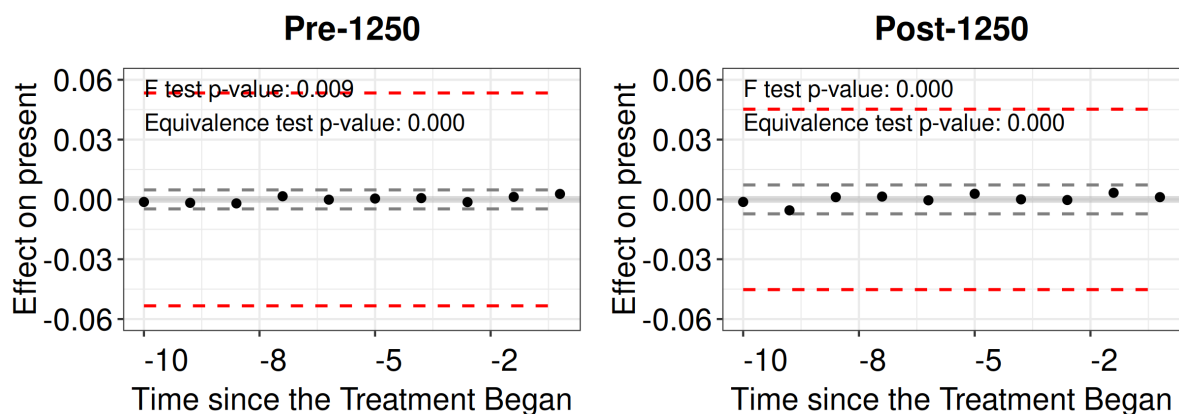 Pre-1250
Effect on present
0.06
0.03
0.00
-0.03
-0.06
F test p-value: 0.009
Equivalence test p-value: 0.000
-10
-8
-5
-2
Time since the Treatment Began
Post-1250
Effect on present
0.06
0.03
0.00
-0.03
-0.06
F test p-value: 0.000
Equivalence test p-value: 0.000
-10
-8
-5
-2
Time since the Treatment Began